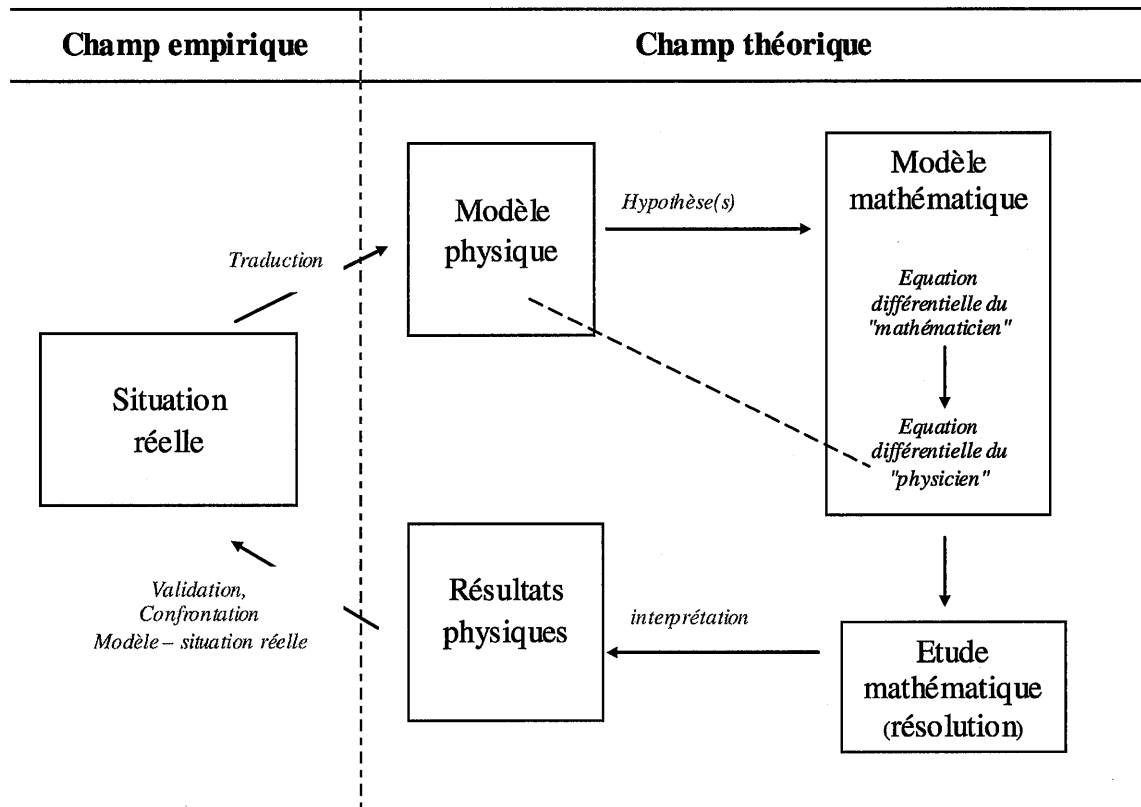 Champ empirique
Champ théorique
Modèle
physique
Hypothèse(s)
Modèle
mathématique
Equation
différentielle du
"mathématicien"
Equation
différentielle du
"physicien"
Traduction
Situation
réelle
Validation,
Confrontation
Modèle – situation réelle
Résultats
physiques
interprétation
Etude
mathématique
(résolution)